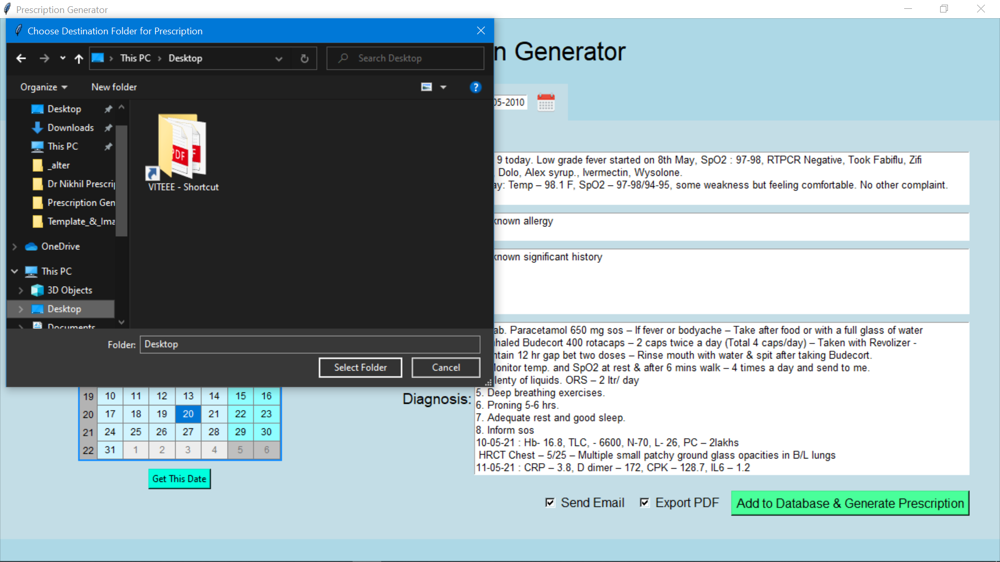 Prescription Generator
Choose Destination Folder for Prescription
This PC
Desktop
Search Desktop
Organize
New folder
?
Desktop
Downloads
This PC
_alter
Dr Nikhil Prescri
Prescription Gen
Template_&_Ima
OneDrive
This PC
3D Objects
Desktop
Documents
PDF
VITEEE - Shortcut
Folder:
Desktop
Select Folder
Cancel
n Generator
05-2010
9 today. Low grade fever started on 8th May, SpO2 : 97-98, RTPCR Negative, Took Fabiflu, Zifi
Dolo, Alex syrup., Ivermectin, Wysolone.
ay: Temp – 98.1 F, SpO2 – 97-98/94-95, some weakness but feeling comfortable. No other complaint.
known allergy
known significant history
Diagnosis:
ab. Paracetamol 650 mg sos – If fever or bodyache – Take after food or with a full glass of water
haled Budecort 400 rotacaps – 2 caps twice a day (Total 4 caps/day) – Taken with Revolizer -
ntain 12 hr gap bet two doses – Rinse mouth with water & spit after taking Budecort.
Monitor temp. and SpO2 at rest & after 6 mins walk – 4 times a day and send to me.
lenty of liquids. ORS – 2 ltr/ day
5. Deep breathing exercises.
6. Proning 5-6 hrs.
7. Adequate rest and good sleep.
8. Inform sos
10-05-21 : Hb- 16.8, TLC, - 6600, N-70, L- 26, PC – 2lakhs
HRCT Chest – 5/25 – Multiple small patchy ground glass opacities in B/L lungs
11-05-21 : CRP – 3.8, D dimer – 172, CPK – 128.7, IL6 – 1.2
19 10 11 12 13 14 15 16
20 17 18 19 20 21 22 23
21 24 25 26 27 28 29 30
22 31 1 2 3 4 5 6
Get This Date
Send Email
Export PDF
Add to Database & Generate Prescription